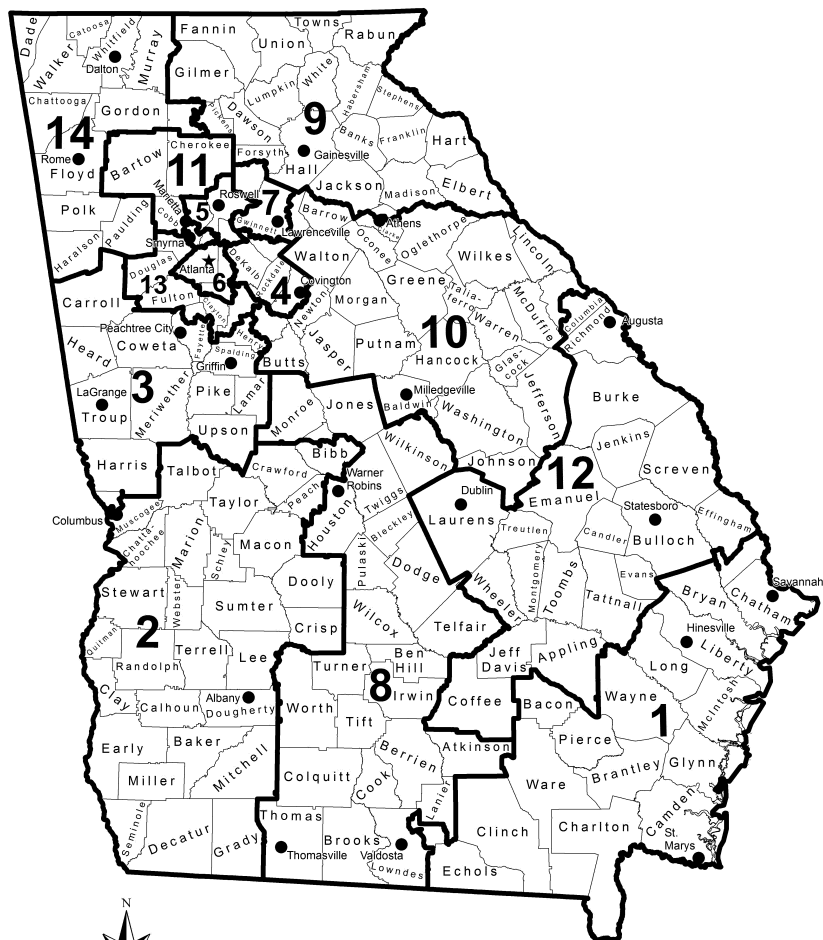 Dade
Catoosa
Whitfield
Walker
Murray
Dalton
Fannin
Towns
Union
Rabun
Gilmer
White
Lumpkin
Habersham
Stephens
Chattooga
Gordon
Pickens
Dawson
9
Banks
Franklin
Hart
14
Cherokee
11
Bartow
Forsyth
Gainesville
Hall
Rome
Floyd
Jackson
Madison
Elbert
Polk
Paulding
Marietta
Cobb
5
Roswell
7
Gwinnett
Lawrenceville
Barrow
Athens
Clarke
Oconee
Oglethorpe
Lincoln
Wilkes
Haralson
Smyrna
Douglas
Atlanta
6
DeKalb
Rockdale
Walton
Greene
13
Fulton
4
Covington
Newton
Morgan
Talia-
ferro
McDuffie
Warren
Columbia
Richmond
Augusta
Carroll
Clayton
Peachtree City
Fayette
Henry
10
Putnam
Hancock
Glas-
cock
Heard
Coweta
Spalding
Griffin
Butts
Jasper
Jefferson
Burke
LaGrange
3
Troup
Meriwether
Pike
Lamar
Monroe
Jones
Milledgeville
Baldwin
Washington
Upson
Jenkins
Screven
Harris
Talbot
Crawford
Bibb
Wilkinson
Johnson
12
Emanuel
Columbus
Muscogee
Taylor
Peach
Warner
Robins
Twiggs
Dublin
Laurens
Statesboro
Bulloch
Effingham
Chatta-
hoochee
Marion
Schley
Macon
Houston
Bleckley
Treutlen
Candler
Pulaski
Dodge
Montgomery
Toombs
Evans
Stewart
Webster
Sumter
Dooly
Crisp
Wilcox
Wheeler
Telfair
Tattnall
Bryan
Savannah
Chatham
Quitman
2
Randolph
Terrell
Lee
Turner
Ben
Hill
Jeff
Davis
Appling
Hinesville
Liberty
Long
Clay
Calhoun
Albany
Dougherty
Worth
8
Irwin
Tift
Coffee
Bacon
Wayne
1
McIntosh
Early
Baker
Mitchell
Miller
Colquitt
Berrien
Cook
Atkinson
Lanier
Pierce
Ware
Brantley
Glynn
Seminole
Decatur
Grady
Thomas
Thomasville
Brooks
Valdosta
Lowndes
Clinch
Echols
Charlton
Camden
St.
Marys
N